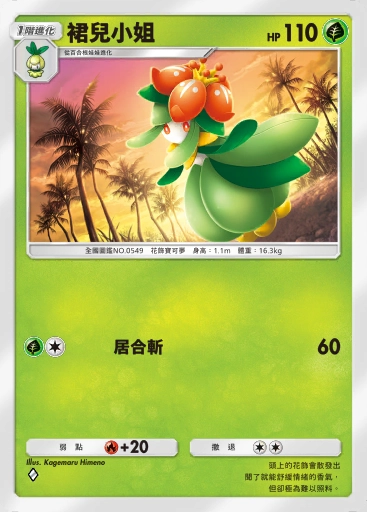 1階進化
裙兒小姐
HP 110
從百合根娃娃進化
全國圖鑑NO.0549 花飾寶可夢 身高：1.1m 體重：16.3kg
居合斬 60
弱點 +20
撤退
Illus. Kagemaru Himeno
頭上的花飾會散發出
聞了就能舒緩情緒的香氣，
但卻極為難以照料。